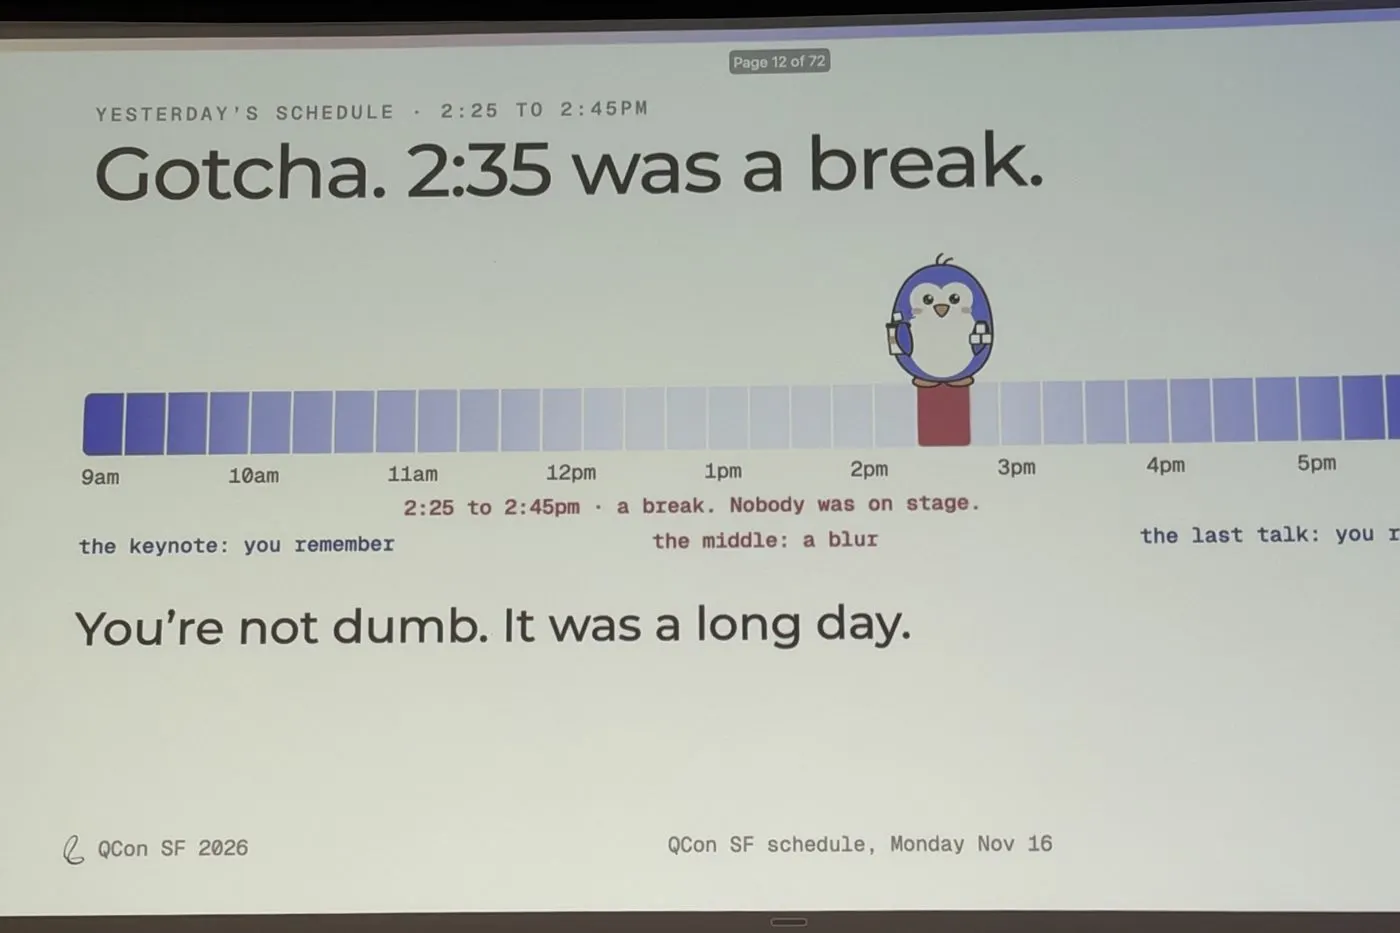 Page 12 of 72
YESTERDAY'S SCHEDULE · 2:25 TO 2:45PM
Gotcha. 2:35 was a break.
9am 10am 11am 12pm 1pm 2pm 3pm 4pm 5pm
2:25 to 2:45pm · a break. Nobody was on stage.
the keynote: you remember the middle: a blur the last talk: you r
You're not dumb. It was a long day.
QCon SF 2026 QCon SF schedule, Monday Nov 16